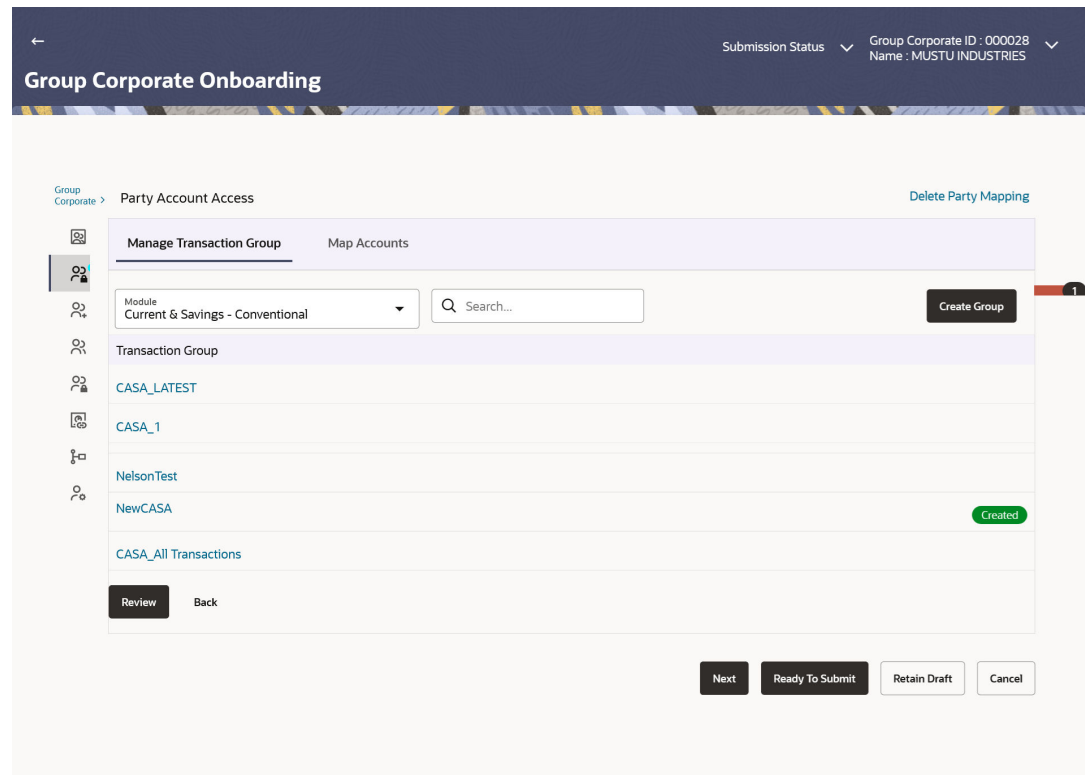 ←
Submission Status
Group Corporate ID : 000028
Name : MUSTU INDUSTRIES
Group Corporate Onboarding
Group
Corporate >
Party Account Access
Delete Party Mapping
Manage Transaction Group
Map Accounts
Module
Current & Savings - Conventional
Search...
Create Group
1
Transaction Group
CASA_LATEST
CASA_1
NelsonTest
NewCASA
Created
CASA_All Transactions
Review
Back
Next
Ready To Submit
Retain Draft
Cancel